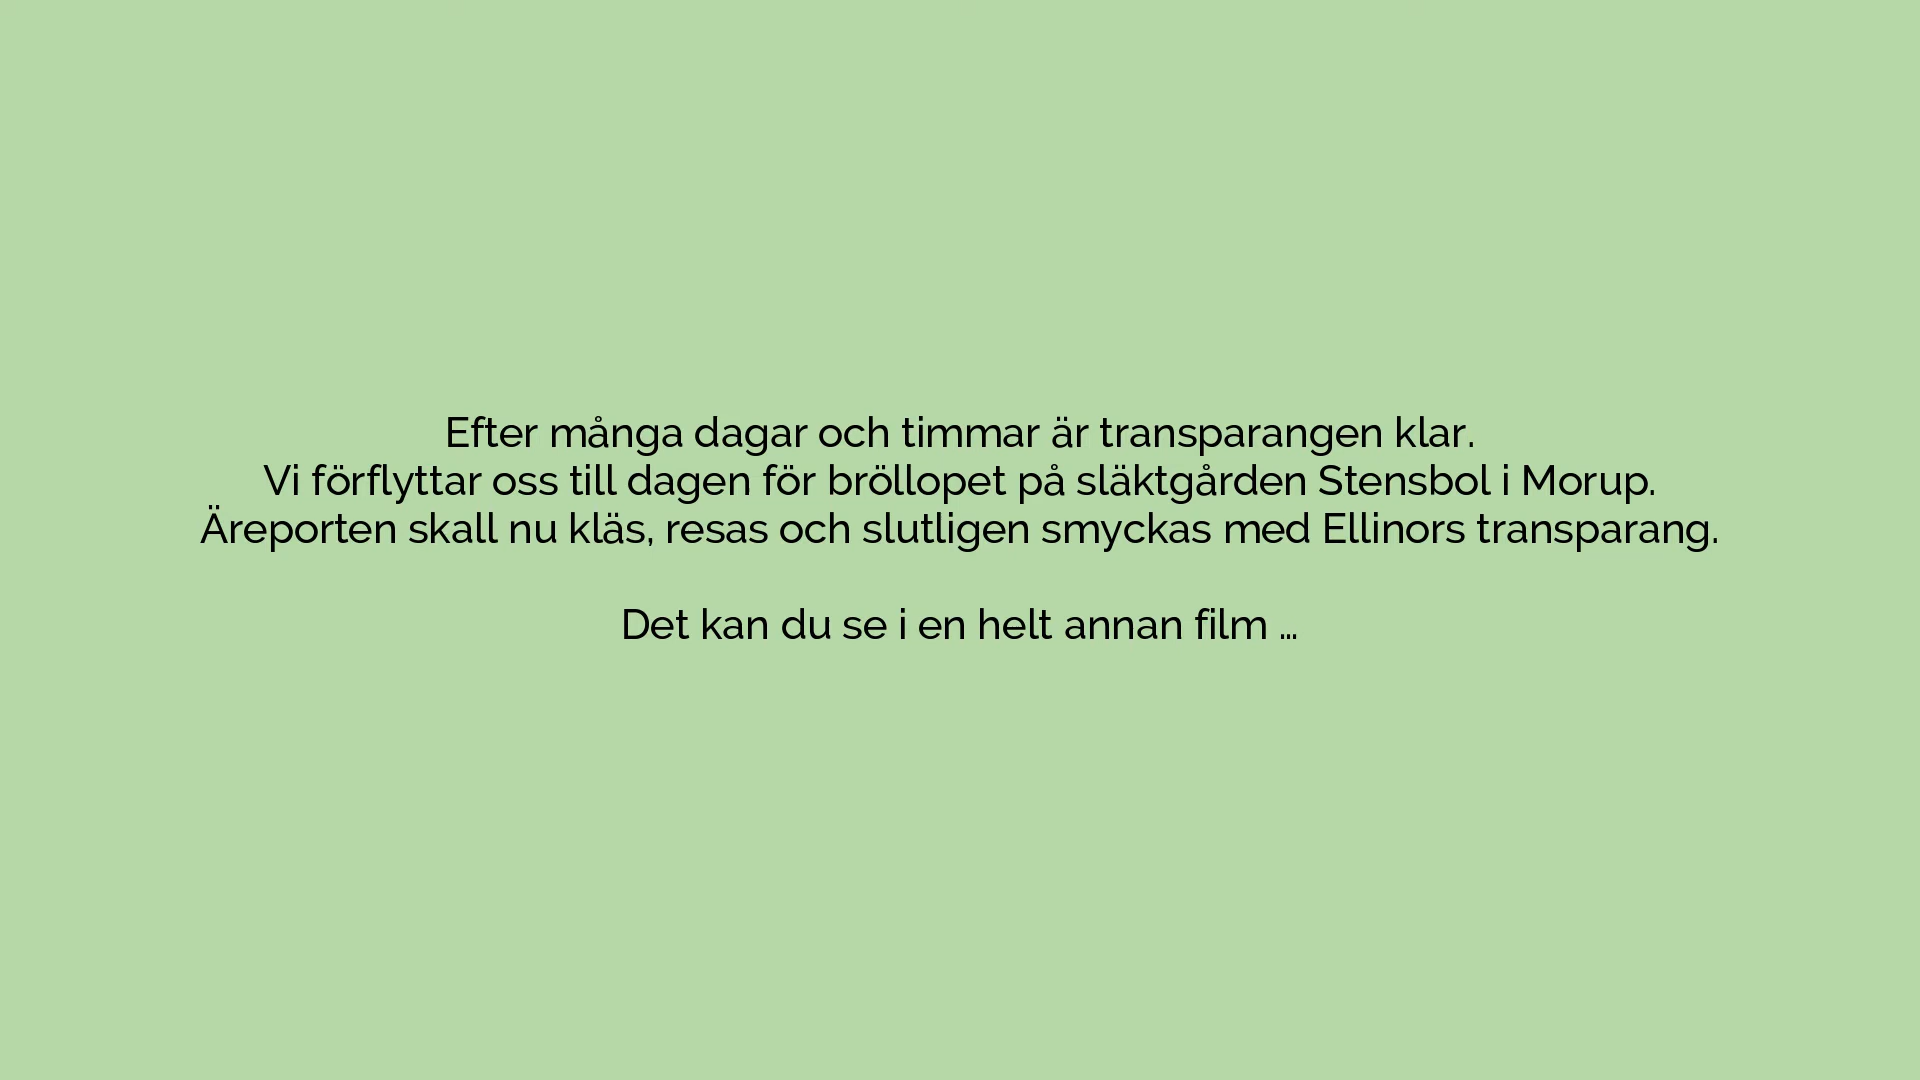 Efter många dagar och timmar är transparangen klar.
Vi förflyttar oss till dagen för bröllopet på släktgården Stensbol i Morup.
Äreporten skall nu kläs, resas och slutligen smyckas med Ellinors transparang.
Det kan du se i en helt annan film ...